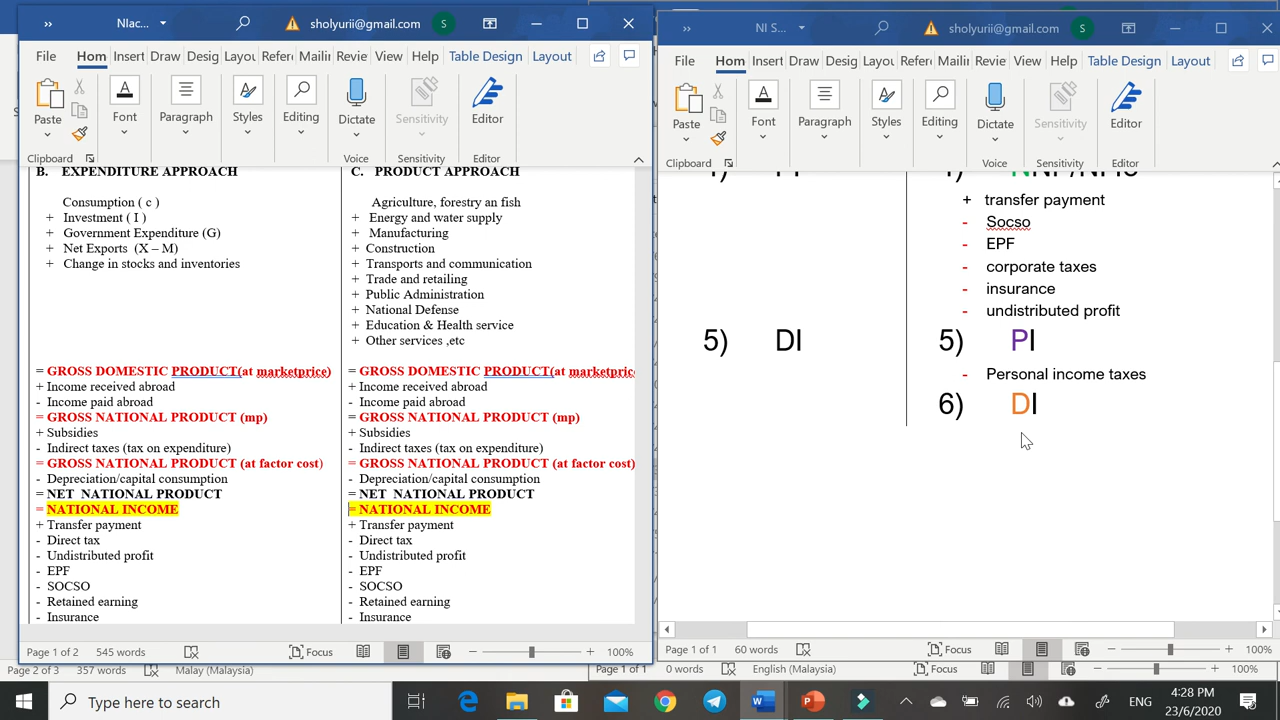 » Nlac... sholyurii@gmail.com S
File Hom Insert Draw Desig Layou Refere Mailin Revie View Help Table Design Layout
Paste Font Paragraph Styles Editing Dictate Sensitivity Editor
Clipboard Voice Sensitivity Editor
B. EXPENDITURE APPROACH
Consumption ( c )
+ Investment ( I )
+ Government Expenditure (G)
+ Net Exports (X – M)
+ Change in stocks and inventories
= GROSS DOMESTIC PRODUCT(at marketprice)
+ Income received abroad
- Income paid abroad
= GROSS NATIONAL PRODUCT (mp)
+ Subsidies
- Indirect taxes (tax on expenditure)
= GROSS NATIONAL PRODUCT (at factor cost)
- Depreciation/capital consumption
= NET NATIONAL PRODUCT
= NATIONAL INCOME
+ Transfer payment
- Direct tax
- Undistributed profit
- EPF
- SOCSO
- Retained earning
- Insurance
C. PRODUCT APPROACH
Agriculture, forestry an fish
+ Energy and water supply
+ Manufacturing
+ Construction
+ Transports and communication
+ Trade and retailing
+ Public Administration
+ National Defense
+ Education & Health service
+ Other services ,etc
= GROSS DOMESTIC PRODUCT(at marketprice
+ Income received abroad
- Income paid abroad
= GROSS NATIONAL PRODUCT (mp)
+ Subsidies
- Indirect taxes (tax on expenditure)
= GROSS NATIONAL PRODUCT (at factor cost)
- Depreciation/capital consumption
= NET NATIONAL PRODUCT
= NATIONAL INCOME
+ Transfer payment
- Direct tax
- Undistributed profit
- EPF
- SOCSO
- Retained earning
- Insurance
Page 1 of 2 545 words Focus 100%
Page 2 of 3 357 words Malay (Malaysia)
» NI S... sholyurii@gmail.com S
File Hom Insert Draw Desig Layou Refere Mailin Revie View Help Table Design Layout
Paste Font Paragraph Styles Editing Dictate Sensitivity Editor
Clipboard Voice Sensitivity Editor
+ transfer payment
- Socso
- EPF
- corporate taxes
- insurance
- undistributed profit
5) DI 5) PI
- Personal income taxes
6) DI
Page 1 of 1 60 words Focus 100%
Page 1 of 1 0 words English (Malaysia) Focus 100%
Type here to search ENG 4:28 PM
23/6/2020